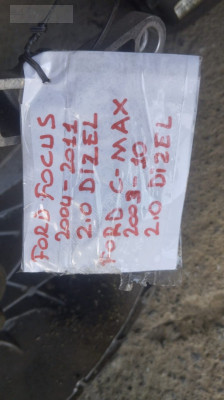 FORD FOCUS
2004-2011
2.0 DIZEL
FORD C-MAX
2003-10
2.0 DIZEL